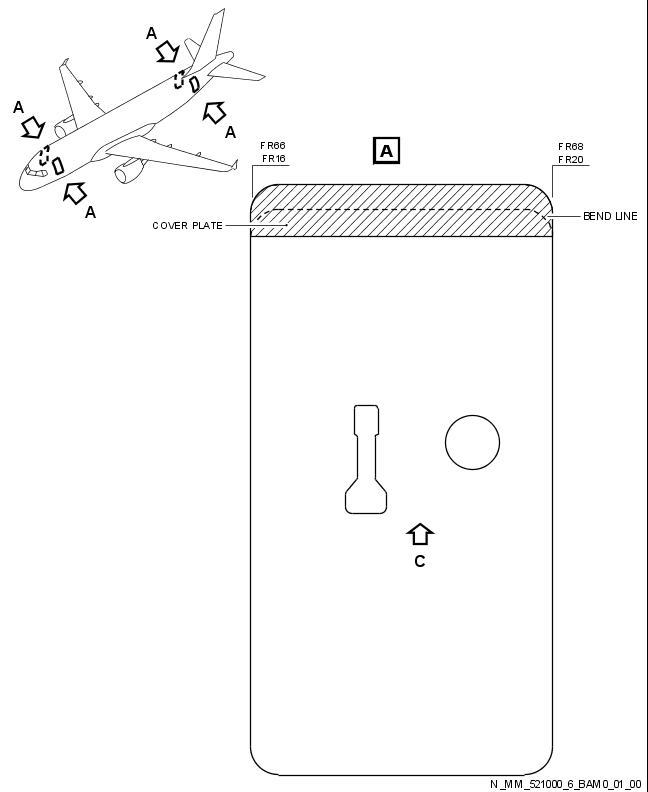 A
A
A
A
A
FR66
FR16
FR68
FR20
COVER PLATE
BEND LINE
C
N_MM_521000_6_BAM0_01_00